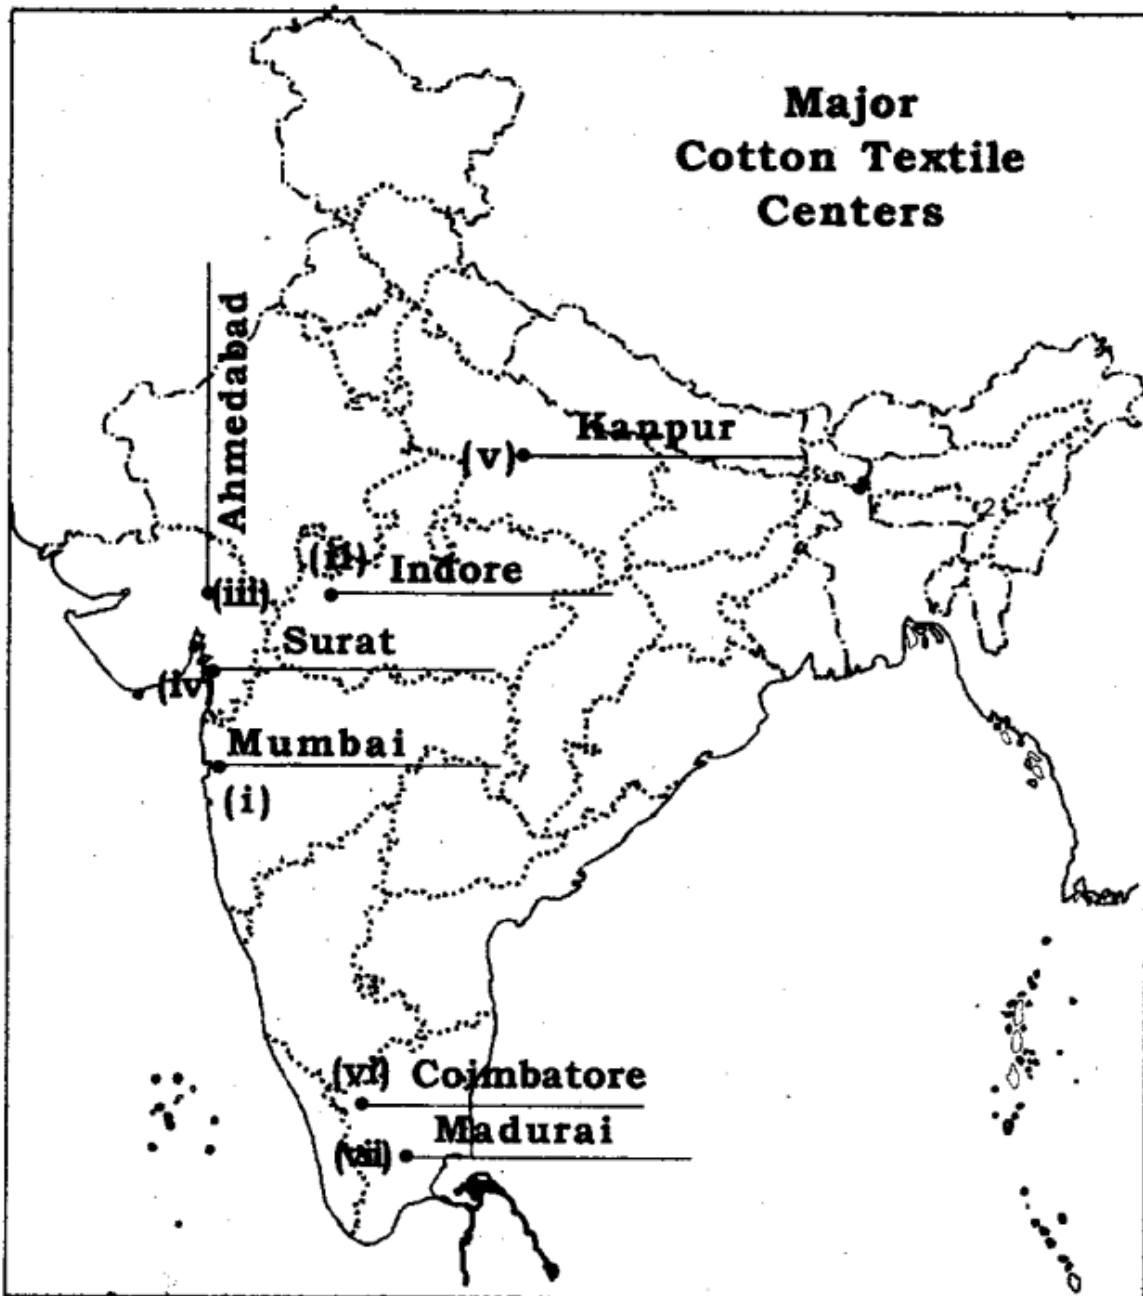 Major
Cotton Textile
Centers
Ahmedabad
Kanpur
(v)
(ii)
Indore
(iii)
Surat
(iv)
Mumbai
(i)
(vi)
Coimbatore
Madurai
(vii)